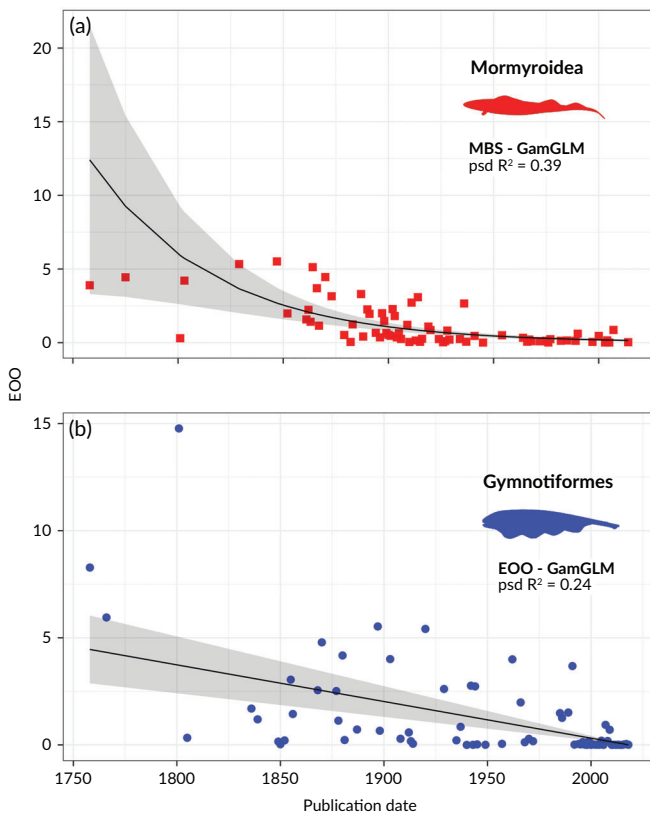 (a)
20
15
10
5
0
Mormyroidea
MBS - GamGLM
psd R² = 0.39
EOO
(b)
15
10
5
0
Gymnotiformes
EOO - GamGLM
psd R² = 0.24
1750 1800 1850 1900 1950 2000
Publication date